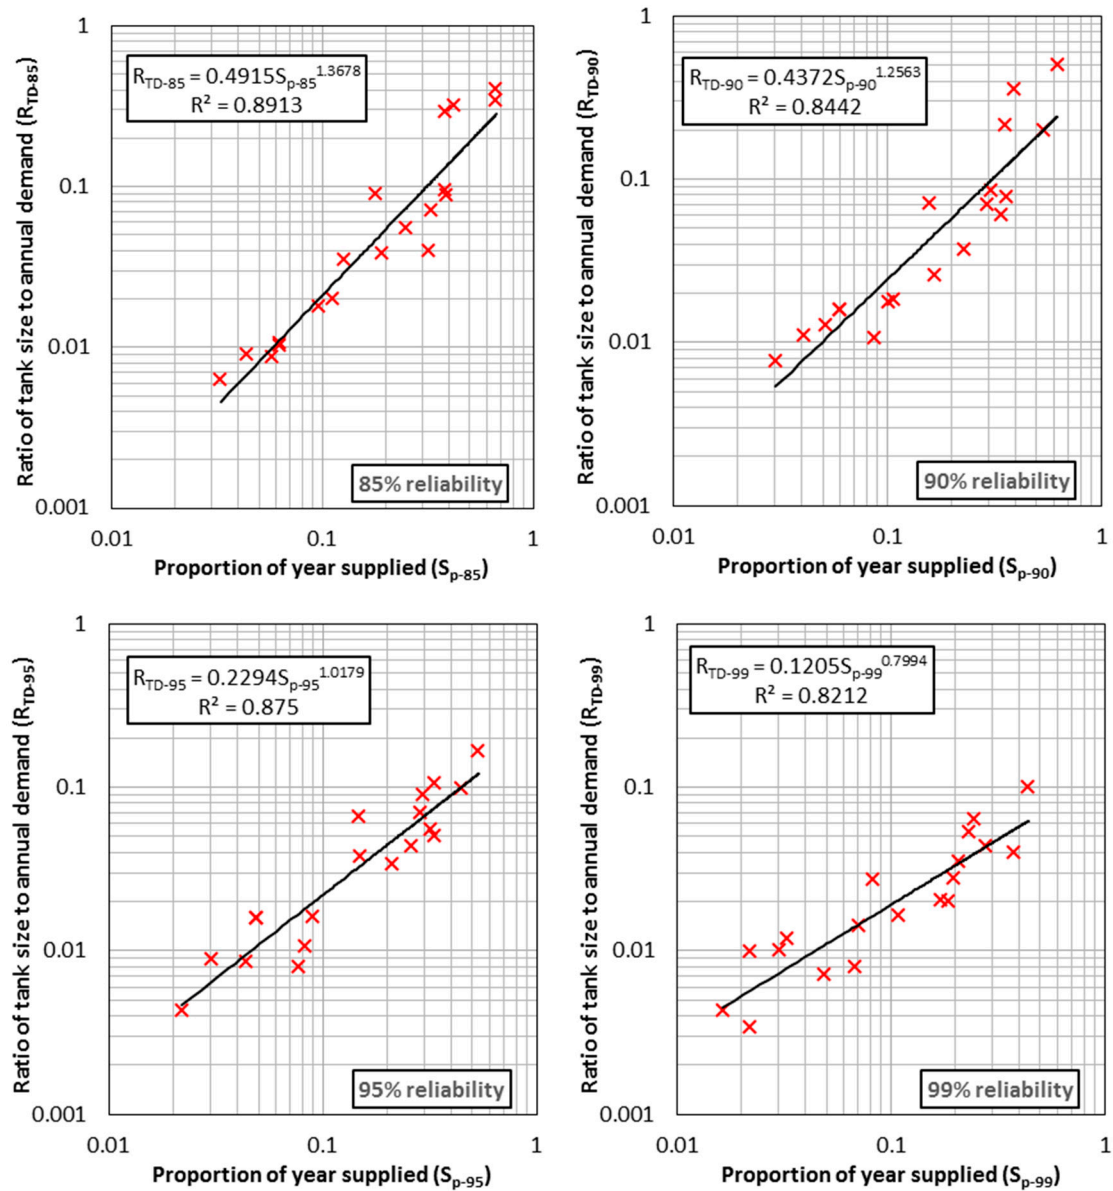 Ratio of tank size to annual demand (R_TD-85)
1
0.1
0.01
0.001
R_TD-85 = 0.4915S_p-85^1.3678
R² = 0.8913
85% reliability
0.01 0.1 1
Proportion of year supplied (S_p-85)
Ratio of tank size to annual demand (R_TD-90)
1
0.1
0.01
0.001
R_TD-90 = 0.4372S_p-90^1.2563
R² = 0.8442
90% reliability
0.01 0.1 1
Proportion of year supplied (S_p-90)
Ratio of tank size to annual demand (R_TD-95)
1
0.1
0.01
0.001
R_TD-95 = 0.2294S_p-95^1.0179
R² = 0.875
95% reliability
0.01 0.1 1
Proportion of year supplied (S_p-95)
Ratio of tank size to annual demand (R_TD-99)
1
0.1
0.01
0.001
R_TD-99 = 0.1205S_p-99^0.7994
R² = 0.8212
99% reliability
0.01 0.1 1
Proportion of year supplied (S_p-99)